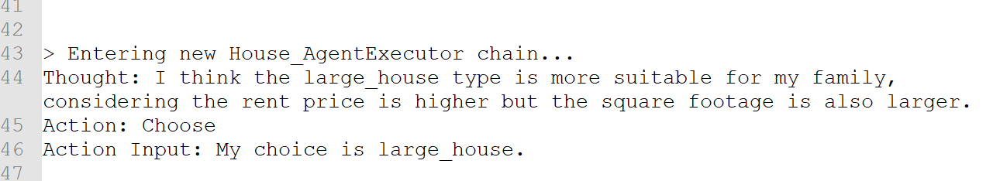 41
42
43 > Entering new House_AgentExecutor chain...
44 Thought: I think the large_house type is more suitable for my family,
considering the rent price is higher but the square footage is also larger.
45 Action: Choose
46 Action Input: My choice is large_house.
47